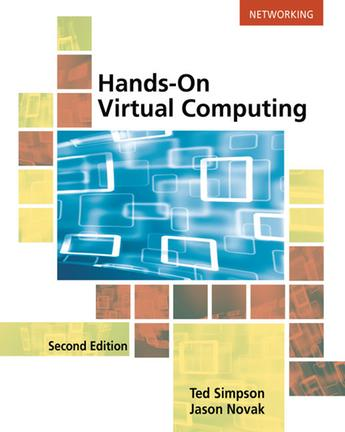 NETWORKING
Hands-On
Virtual Computing
Second Edition
Ted Simpson
Jason Novak